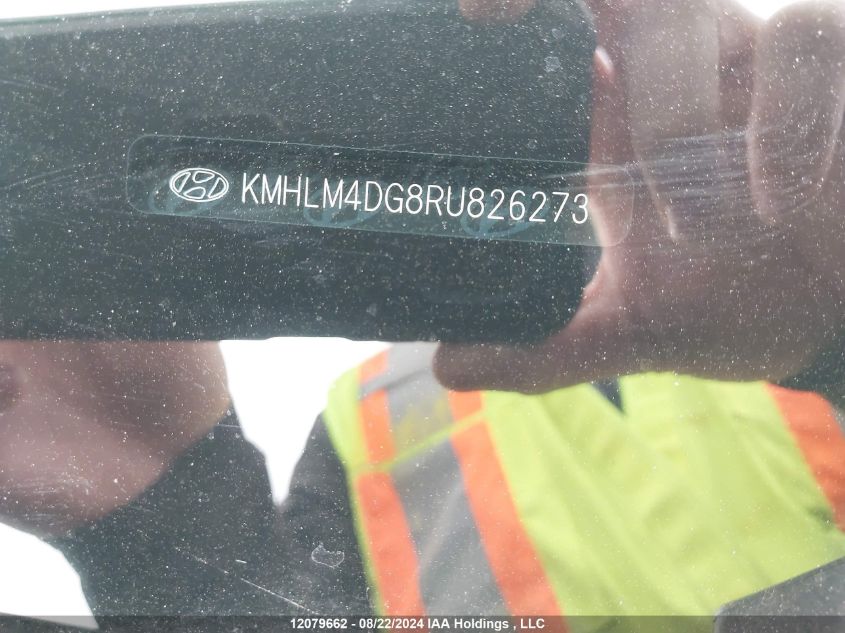 KMHLM4DG8RU826273
12079662 - 08/22/2024 IAA Holdings , LLC